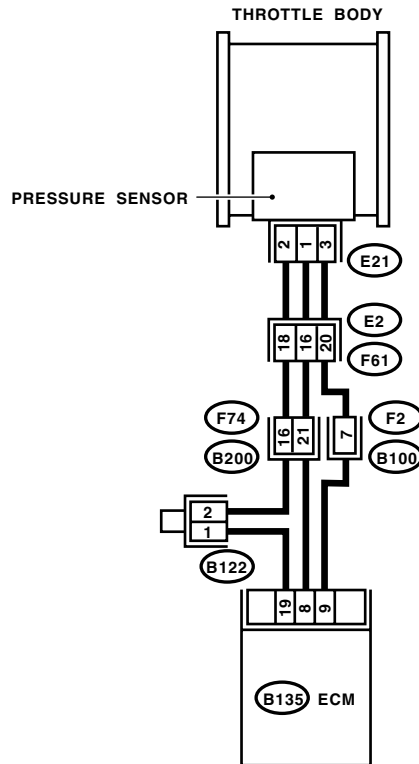 THROTTLE BODY
PRESSURE SENSOR
2 1 3
E21
E2
18 16 20
F61
F74
F2
16 21
7
B200
B100
2
1
B122
19 8 9
B135 ECM